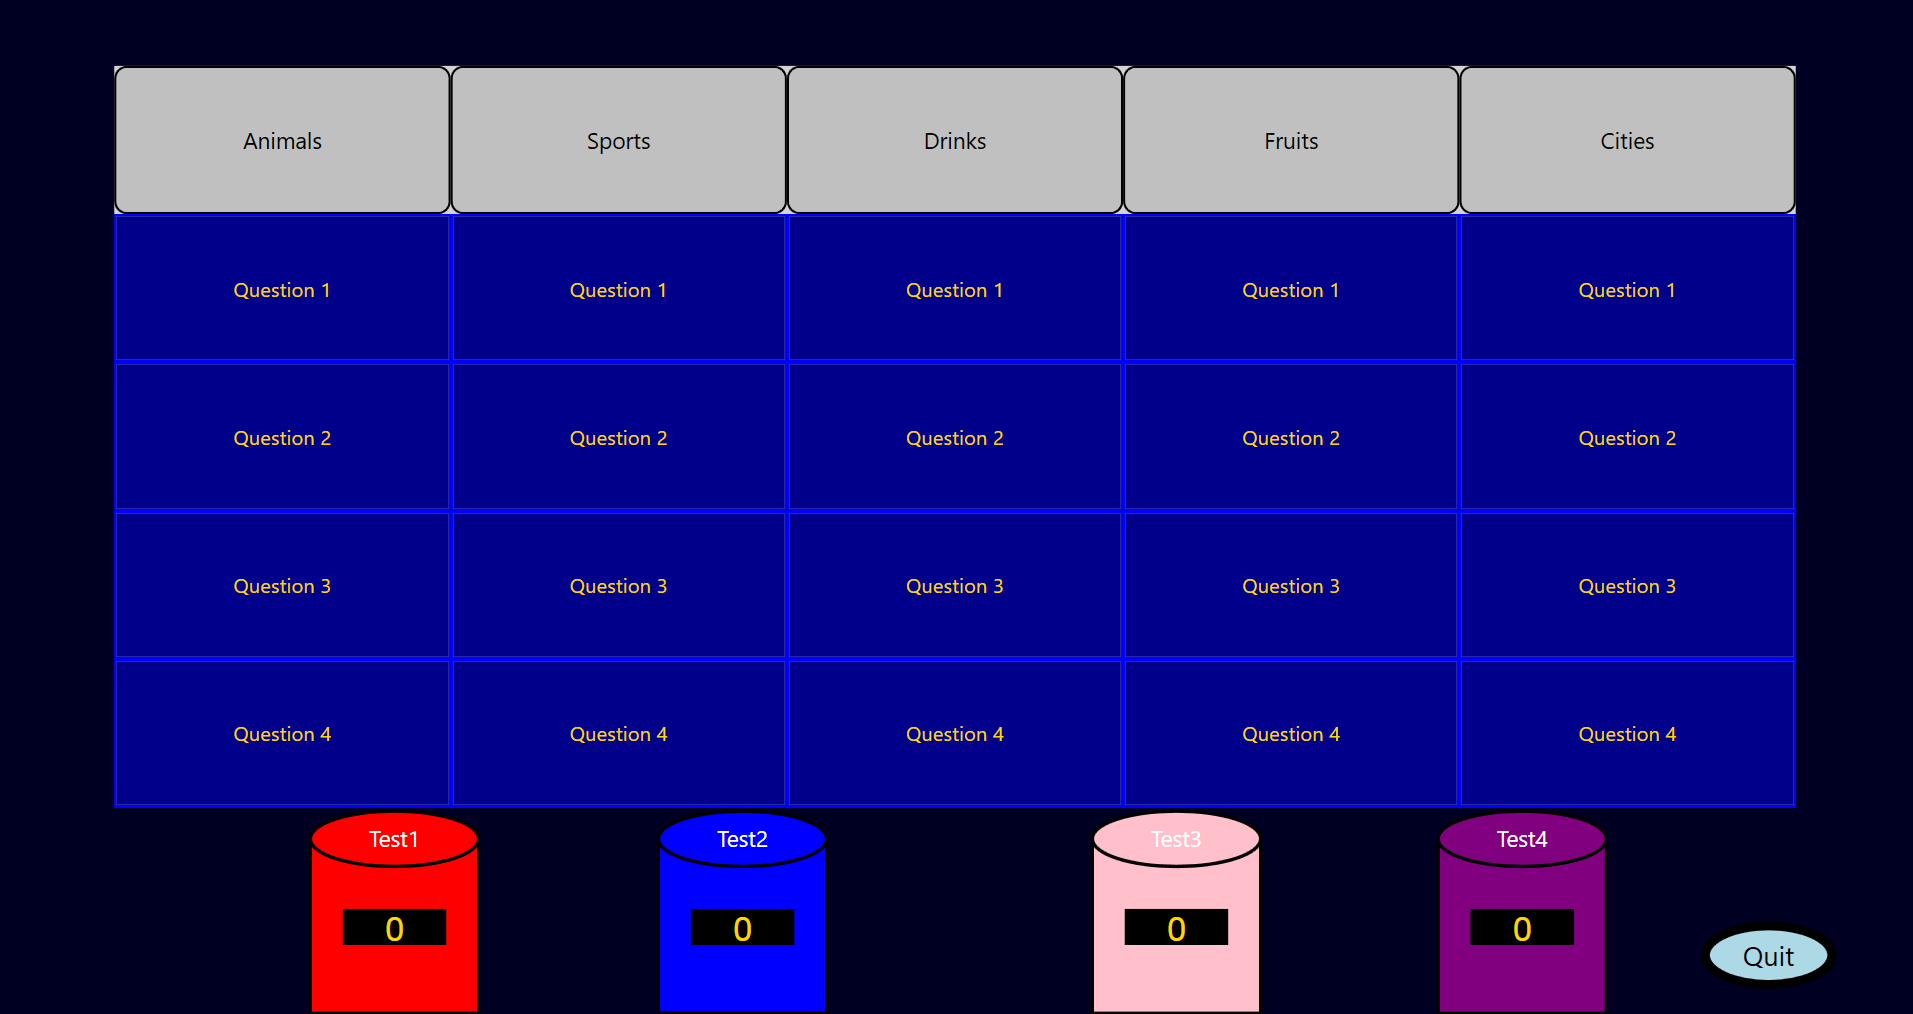 Animals Sports Drinks Fruits Cities
Question 1 Question 1 Question 1 Question 1 Question 1
Question 2 Question 2 Question 2 Question 2 Question 2
Question 3 Question 3 Question 3 Question 3 Question 3
Question 4 Question 4 Question 4 Question 4 Question 4
Test1 Test2 Test3 Test4
0 0 0 0
Quit